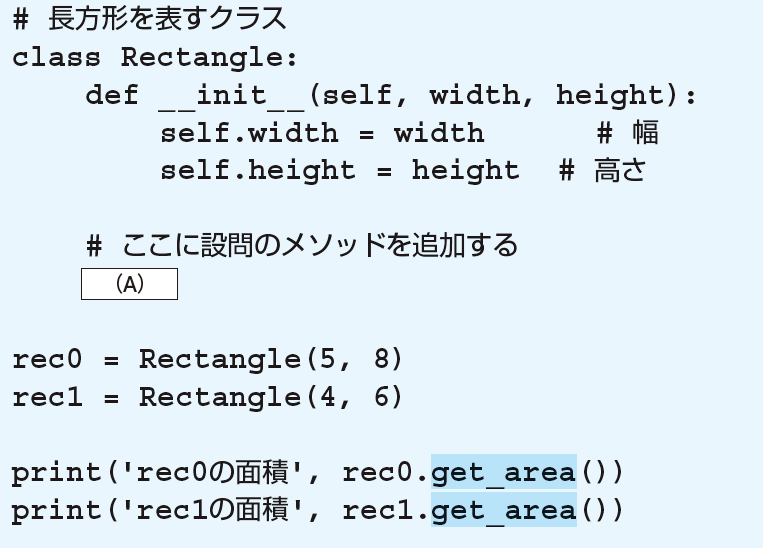 # 長方形を表すクラス
class Rectangle:
    def __init__(self, width, height):
        self.width = width      # 幅
        self.height = height  # 高さ

    # ここに設問のメソッドを追加する
    （A）

rec0 = Rectangle(5, 8)
rec1 = Rectangle(4, 6)

print('rec0の面積', rec0.get_area())
print('rec1の面積', rec1.get_area())